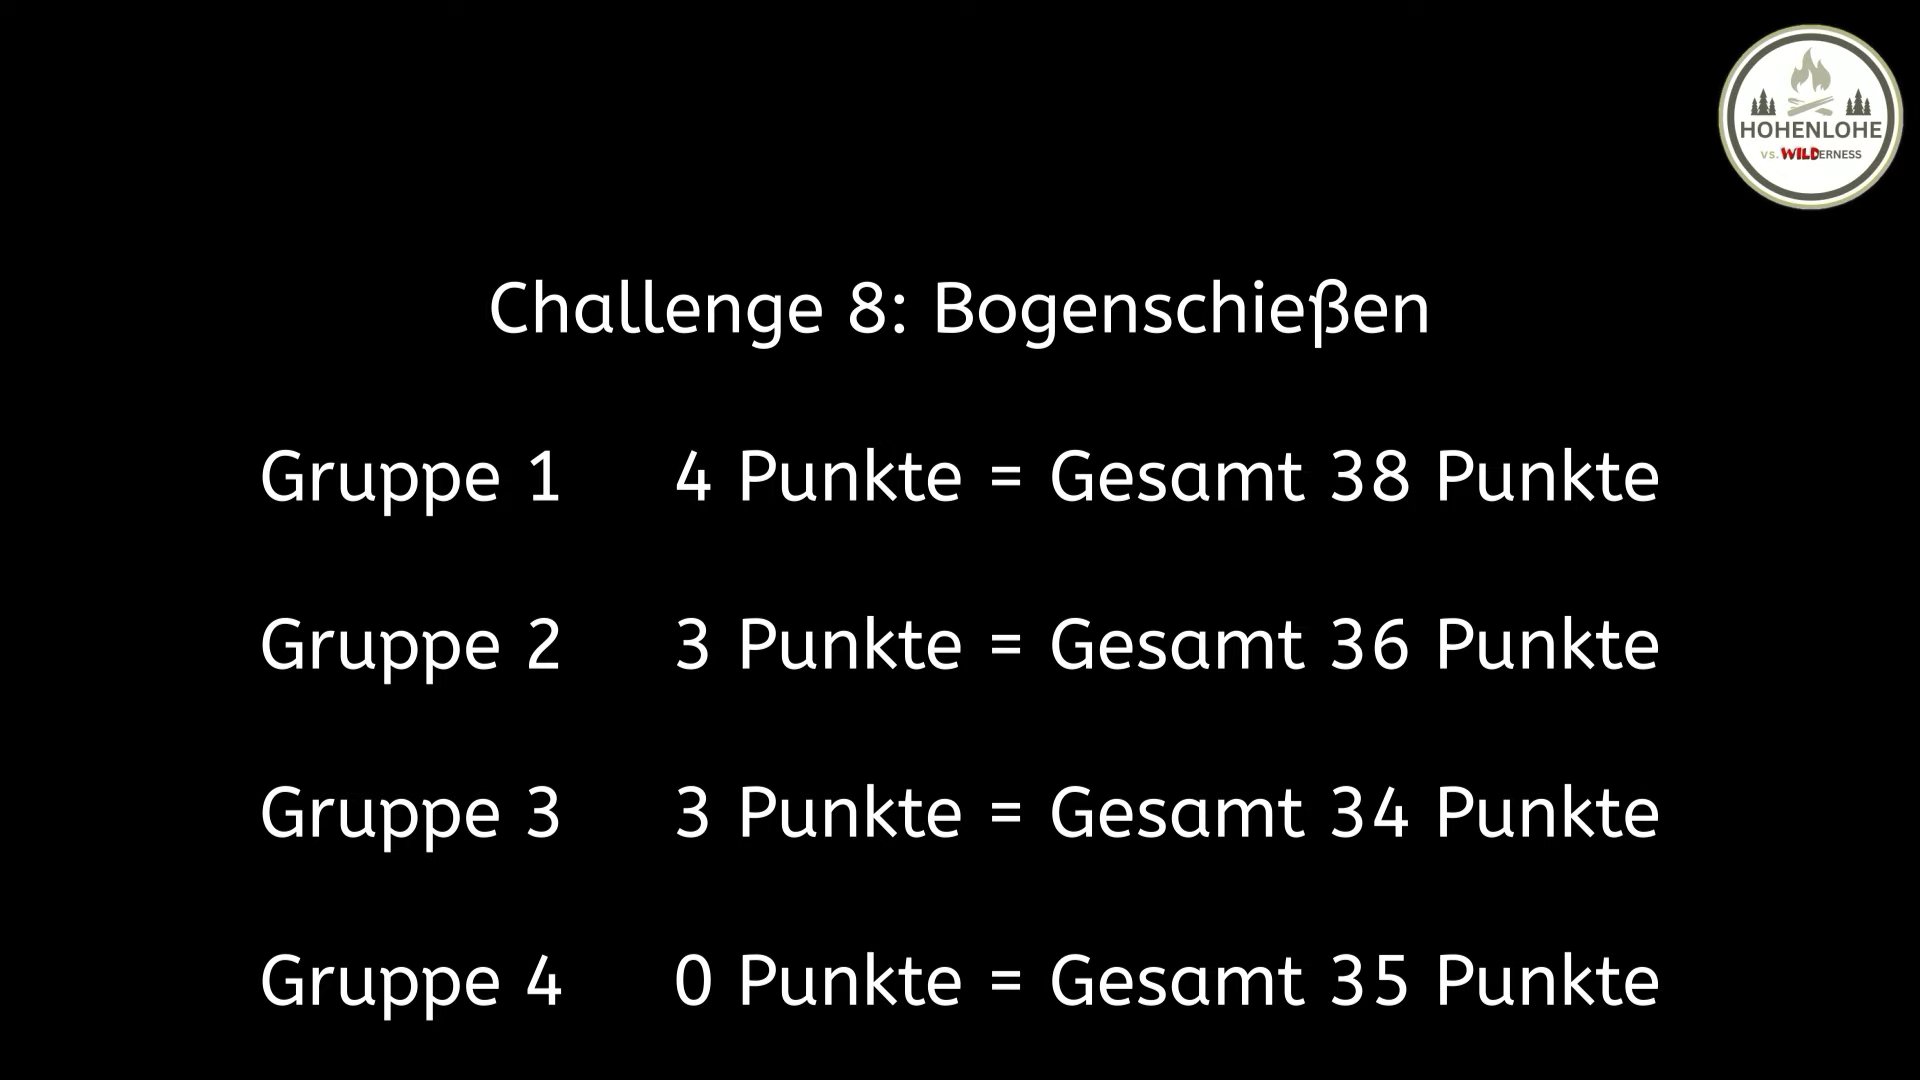 HOHENLOHE
VS. WILDERNESS
Challenge 8: Bogenschießen
Gruppe 1 4 Punkte = Gesamt 38 Punkte
Gruppe 2 3 Punkte = Gesamt 36 Punkte
Gruppe 3 3 Punkte = Gesamt 34 Punkte
Gruppe 4 0 Punkte = Gesamt 35 Punkte